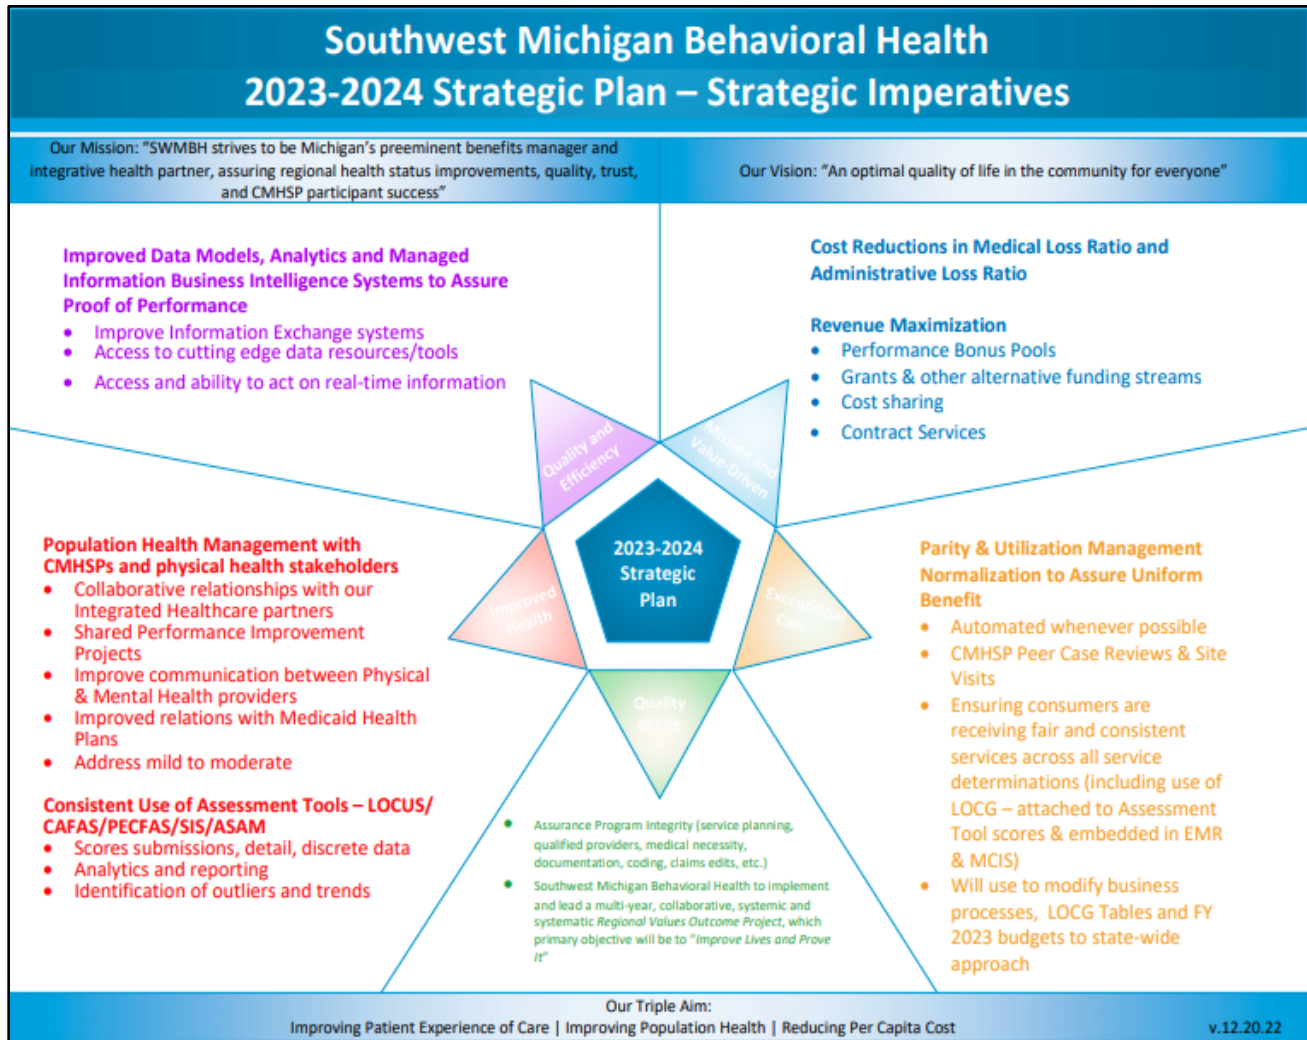 Southwest Michigan Behavioral Health
2023-2024 Strategic Plan – Strategic Imperatives
Our Mission: “SWMBH strives to be Michigan’s preeminent benefits manager and
integrative health partner, assuring regional health status improvements, quality, trust,
and CMHSP participant success”
Our Vision: “An optimal quality of life in the community for everyone”
Improved Data Models, Analytics and Managed
Information Business Intelligence Systems to Assure
Proof of Performance
• Improve Information Exchange systems
• Access to cutting edge data resources/tools
• Access and ability to act on real-time information
Cost Reductions in Medical Loss Ratio and
Administrative Loss Ratio
Revenue Maximization
• Performance Bonus Pools
• Grants & other alternative funding streams
• Cost sharing
• Contract Services
Quality and
Efficiency
Mission and
Value-Driven
2023-2024
Strategic
Plan
Improved
Health
Exceptional
Care
Quality
of Life
Population Health Management with
CMHSPs and physical health stakeholders
• Collaborative relationships with our
Integrated Healthcare partners
• Shared Performance Improvement
Projects
• Improve communication between Physical
& Mental Health providers
• Improved relations with Medicaid Health
Plans
• Address mild to moderate
Consistent Use of Assessment Tools – LOCUS/
CAFAS/PECFAS/SIS/ASAM
• Scores submissions, detail, discrete data
• Analytics and reporting
• Identification of outliers and trends
• Assurance Program Integrity (service planning,
qualified providers, medical necessity,
documentation, coding, claims edits, etc.)
• Southwest Michigan Behavioral Health to implement
and lead a multi-year, collaborative, systemic and
systematic Regional Values Outcome Project, which
primary objective will be to “Improve Lives and Prove
It”
Parity & Utilization Management
Normalization to Assure Uniform
Benefit
• Automated whenever possible
• CMHSP Peer Case Reviews & Site
Visits
• Ensuring consumers are
receiving fair and consistent
services across all service
determinations (including use of
LOCG – attached to Assessment
Tool scores & embedded in EMR
& MCIS)
• Will use to modify business
processes, LOCG Tables and FY
2023 budgets to state-wide
approach
Our Triple Aim:
Improving Patient Experience of Care | Improving Population Health | Reducing Per Capita Cost
v.12.20.22